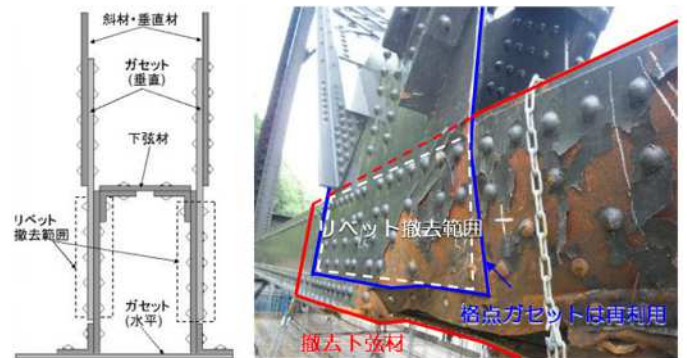 斜材・垂直材
ガセット
(垂直)
下弦材
リベット
撤去範囲
ガセット
(水平)
リベット撤去範囲
格点ガセットは再利用
撤去下弦材